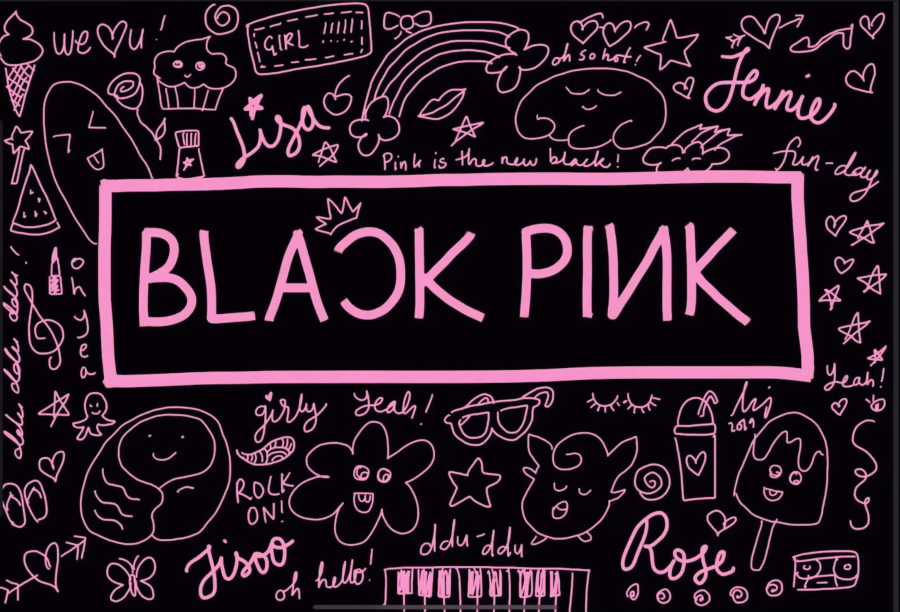 we ♡ u !
GIRL !!!!!
oh so hot!
Jennie
Lisa
Pink is the new black!
fun-day
BLACK PINK
oh yea
ddu ddu ddu !
Yeah!
girly
Yeah!
2019
ROCK
ON!
ddu-ddu
Rose
Jisoo
oh hello!